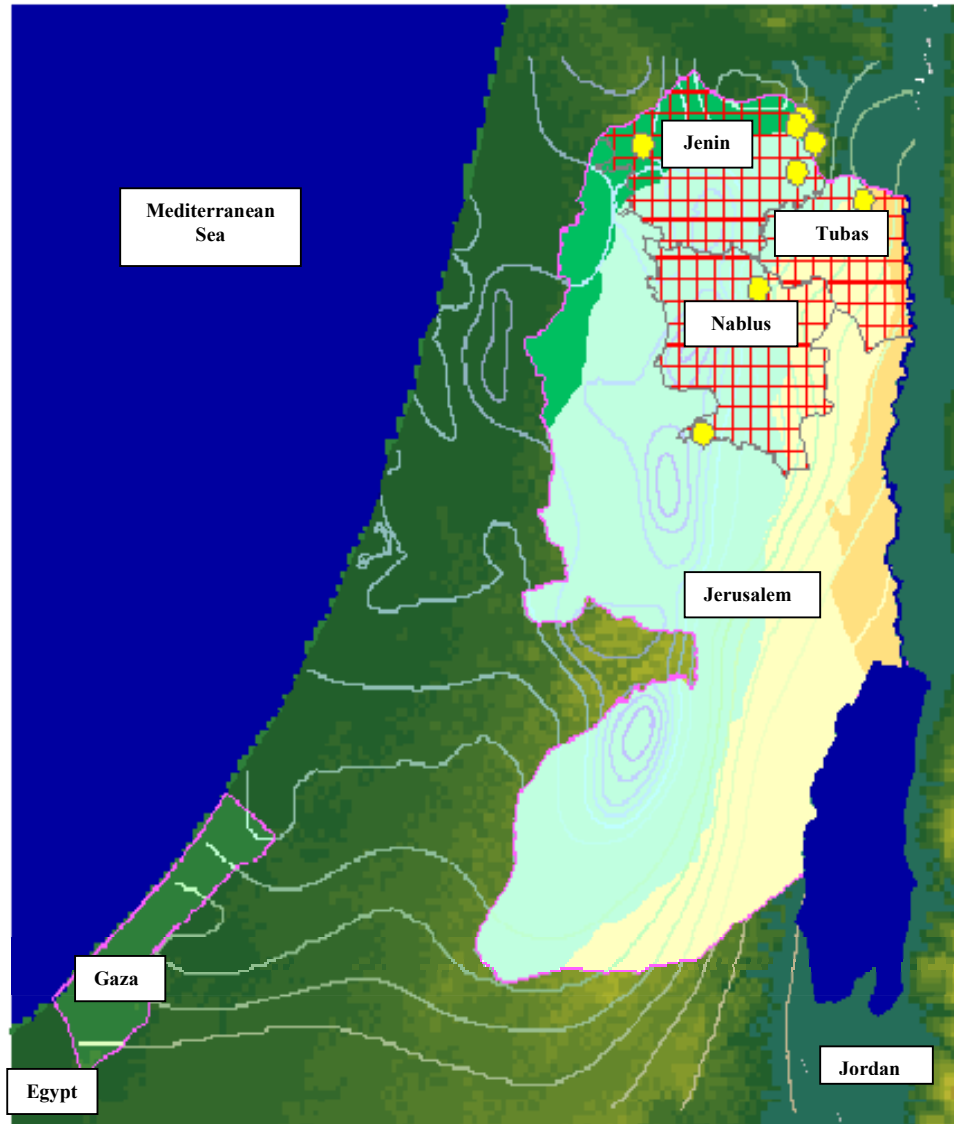 Jenin
Mediterranean
Sea
Tubas
Nablus
Jerusalem
Gaza
Jordan
Egypt